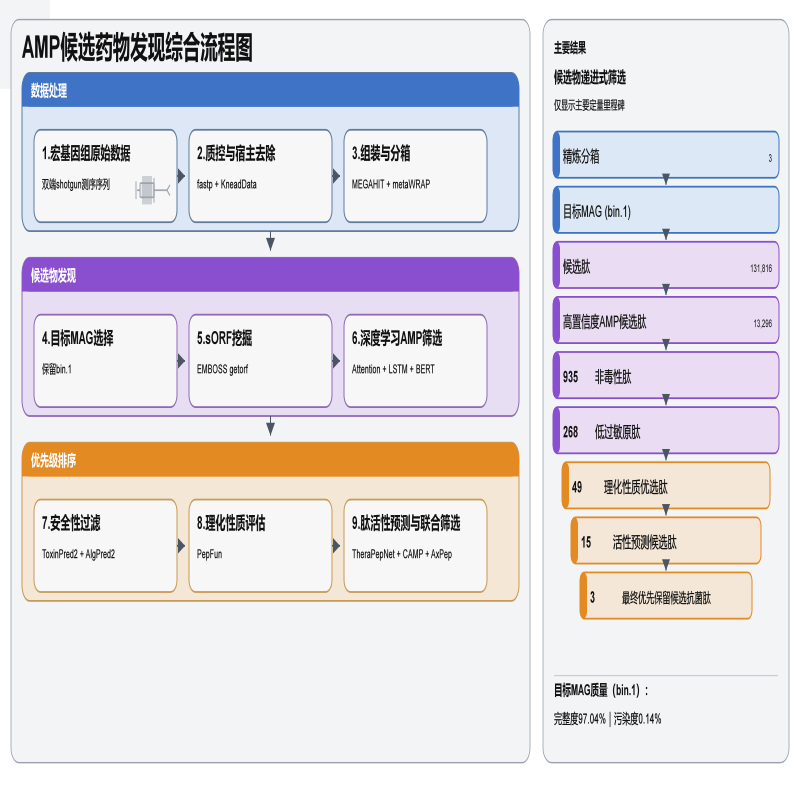 AMP候选药物发现综合流程图
数据处理
1.宏基因组原始数据
双端shotgun测序序列
2.质控与宿主去除
fastp + KneadData
3.组装与分箱
MEGAHIT + metaWRAP
候选物发现
4.目标MAG选择
保留bin.1
5.sORF挖掘
EMBOSS getorf
6.深度学习AMP筛选
Attention + LSTM + BERT
优先级排序
7.安全性过滤
ToxinPred2 + AlgPred2
8.理化性质评估
PepFun
9.肽活性预测与联合筛选
TheraPepNet + CAMP + AxPep
主要结果
候选物递进式筛选
仅显示主要定量里程碑
精炼分箱 3
目标MAG (bin.1)
候选肽 131,816
高置信度AMP候选肽 13,296
935 非毒性肽
268 低过敏原肽
49 理化性质优选肽
15 活性预测候选肽
3 最终优先保留候选抗菌肽
目标MAG质量（bin.1）：
完整度97.04%｜污染度0.14%